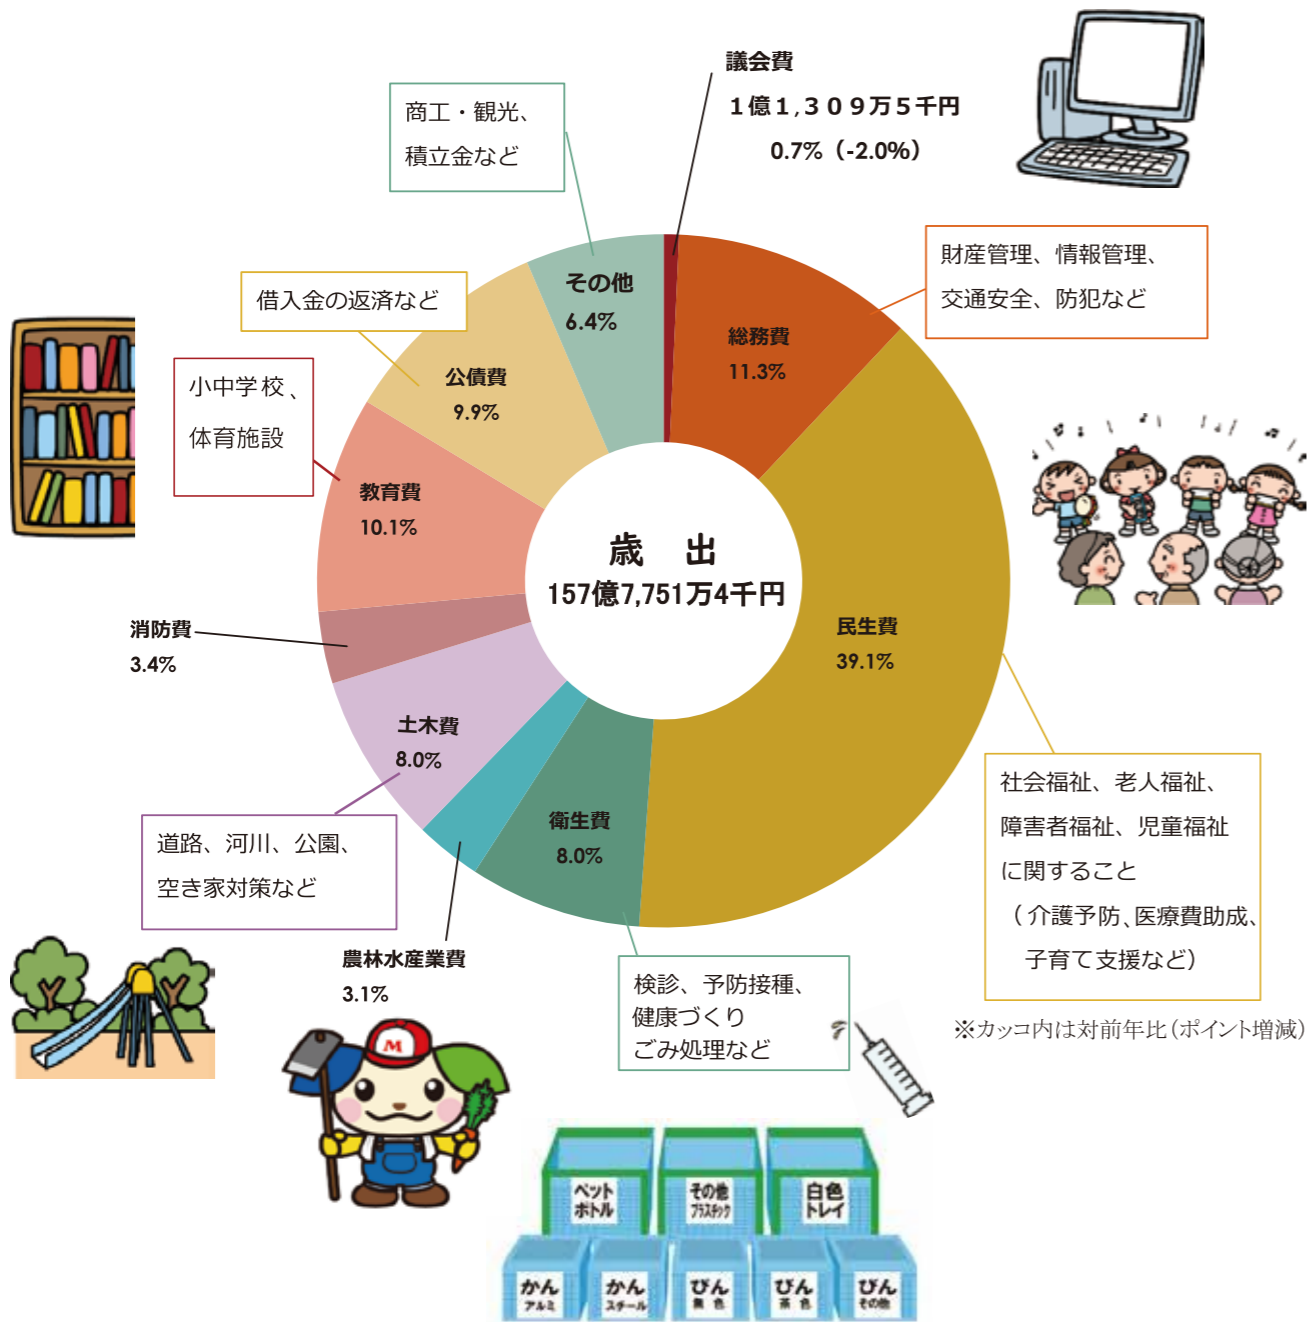 議会費
1億1,309万5千円
0.7%（-2.0%）
商工・観光、
積立金など
財産管理、情報管理、
交通安全、防犯など
その他
6.4%
総務費
11.3%
借入金の返済など
公債費
9.9%
小中学校、
体育施設
教育費
10.1%
歳 出
157億7,751万4千円
消防費
3.4%
民生費
39.1%
土木費
8.0%
衛生費
8.0%
道路、河川、公園、
空き家対策など
農林水産業費
3.1%
社会福祉、老人福祉、
障害者福祉、児童福祉
に関すること
（介護予防、医療費助成、
子育て支援など）
検診、予防接種、
健康づくり
ごみ処理など
※カッコ内は対前年比（ポイント増減）
M
ペット
ボトル
その他
プラスチック
白色
トレイ
かん
アルミ
かん
スチール
びん
無色
びん
茶色
びん
その他